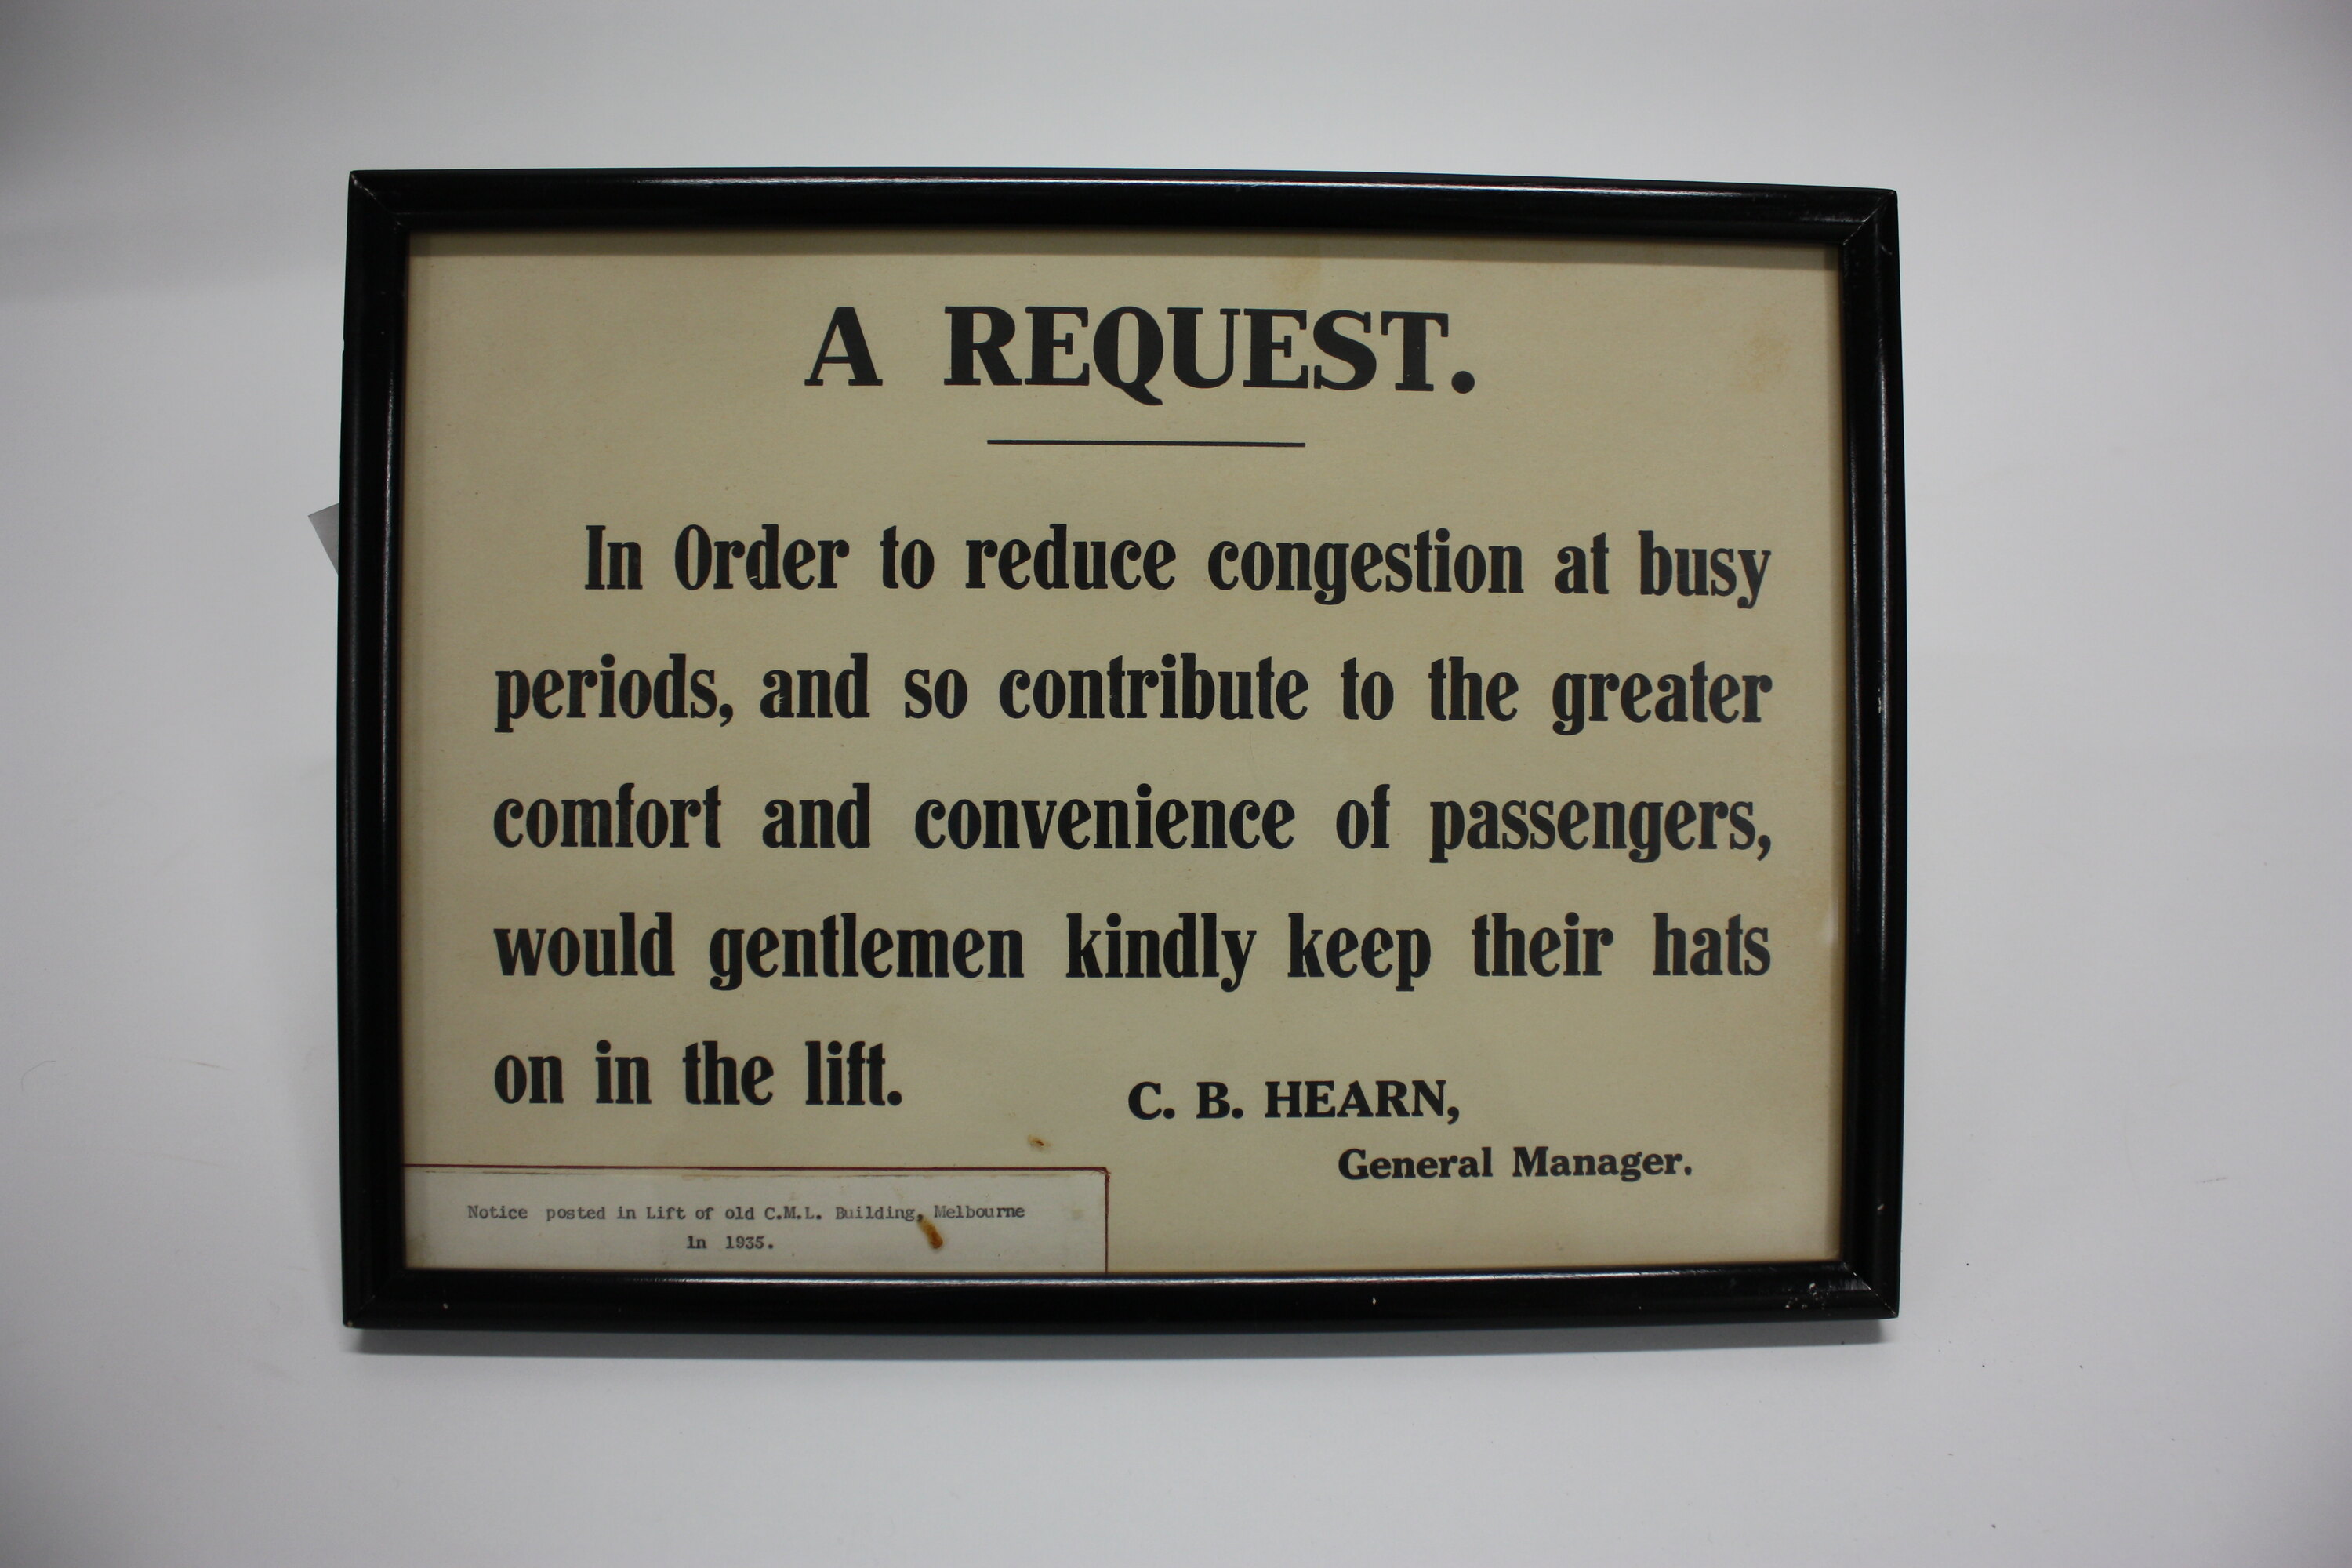 A REQUEST.
In Order to reduce congestion at busy
periods, and so contribute to the greater
comfort and convenience of passengers,
would gentlemen kindly keep their hats
on in the lift.
C. B. HEARN,
General Manager.
Notice posted in Lift of old C.M.L. Building, Melbourne
in 1935.